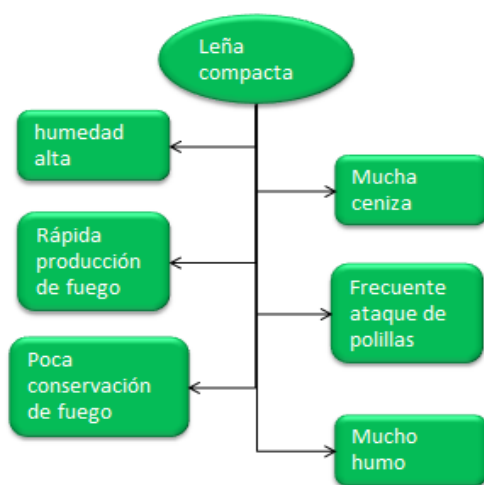 Leña
compacta
humedad
alta
Mucha
ceniza
Rápida
producción
de fuego
Frecuente
ataque de
polillas
Poca
conservación
de fuego
Mucho
humo